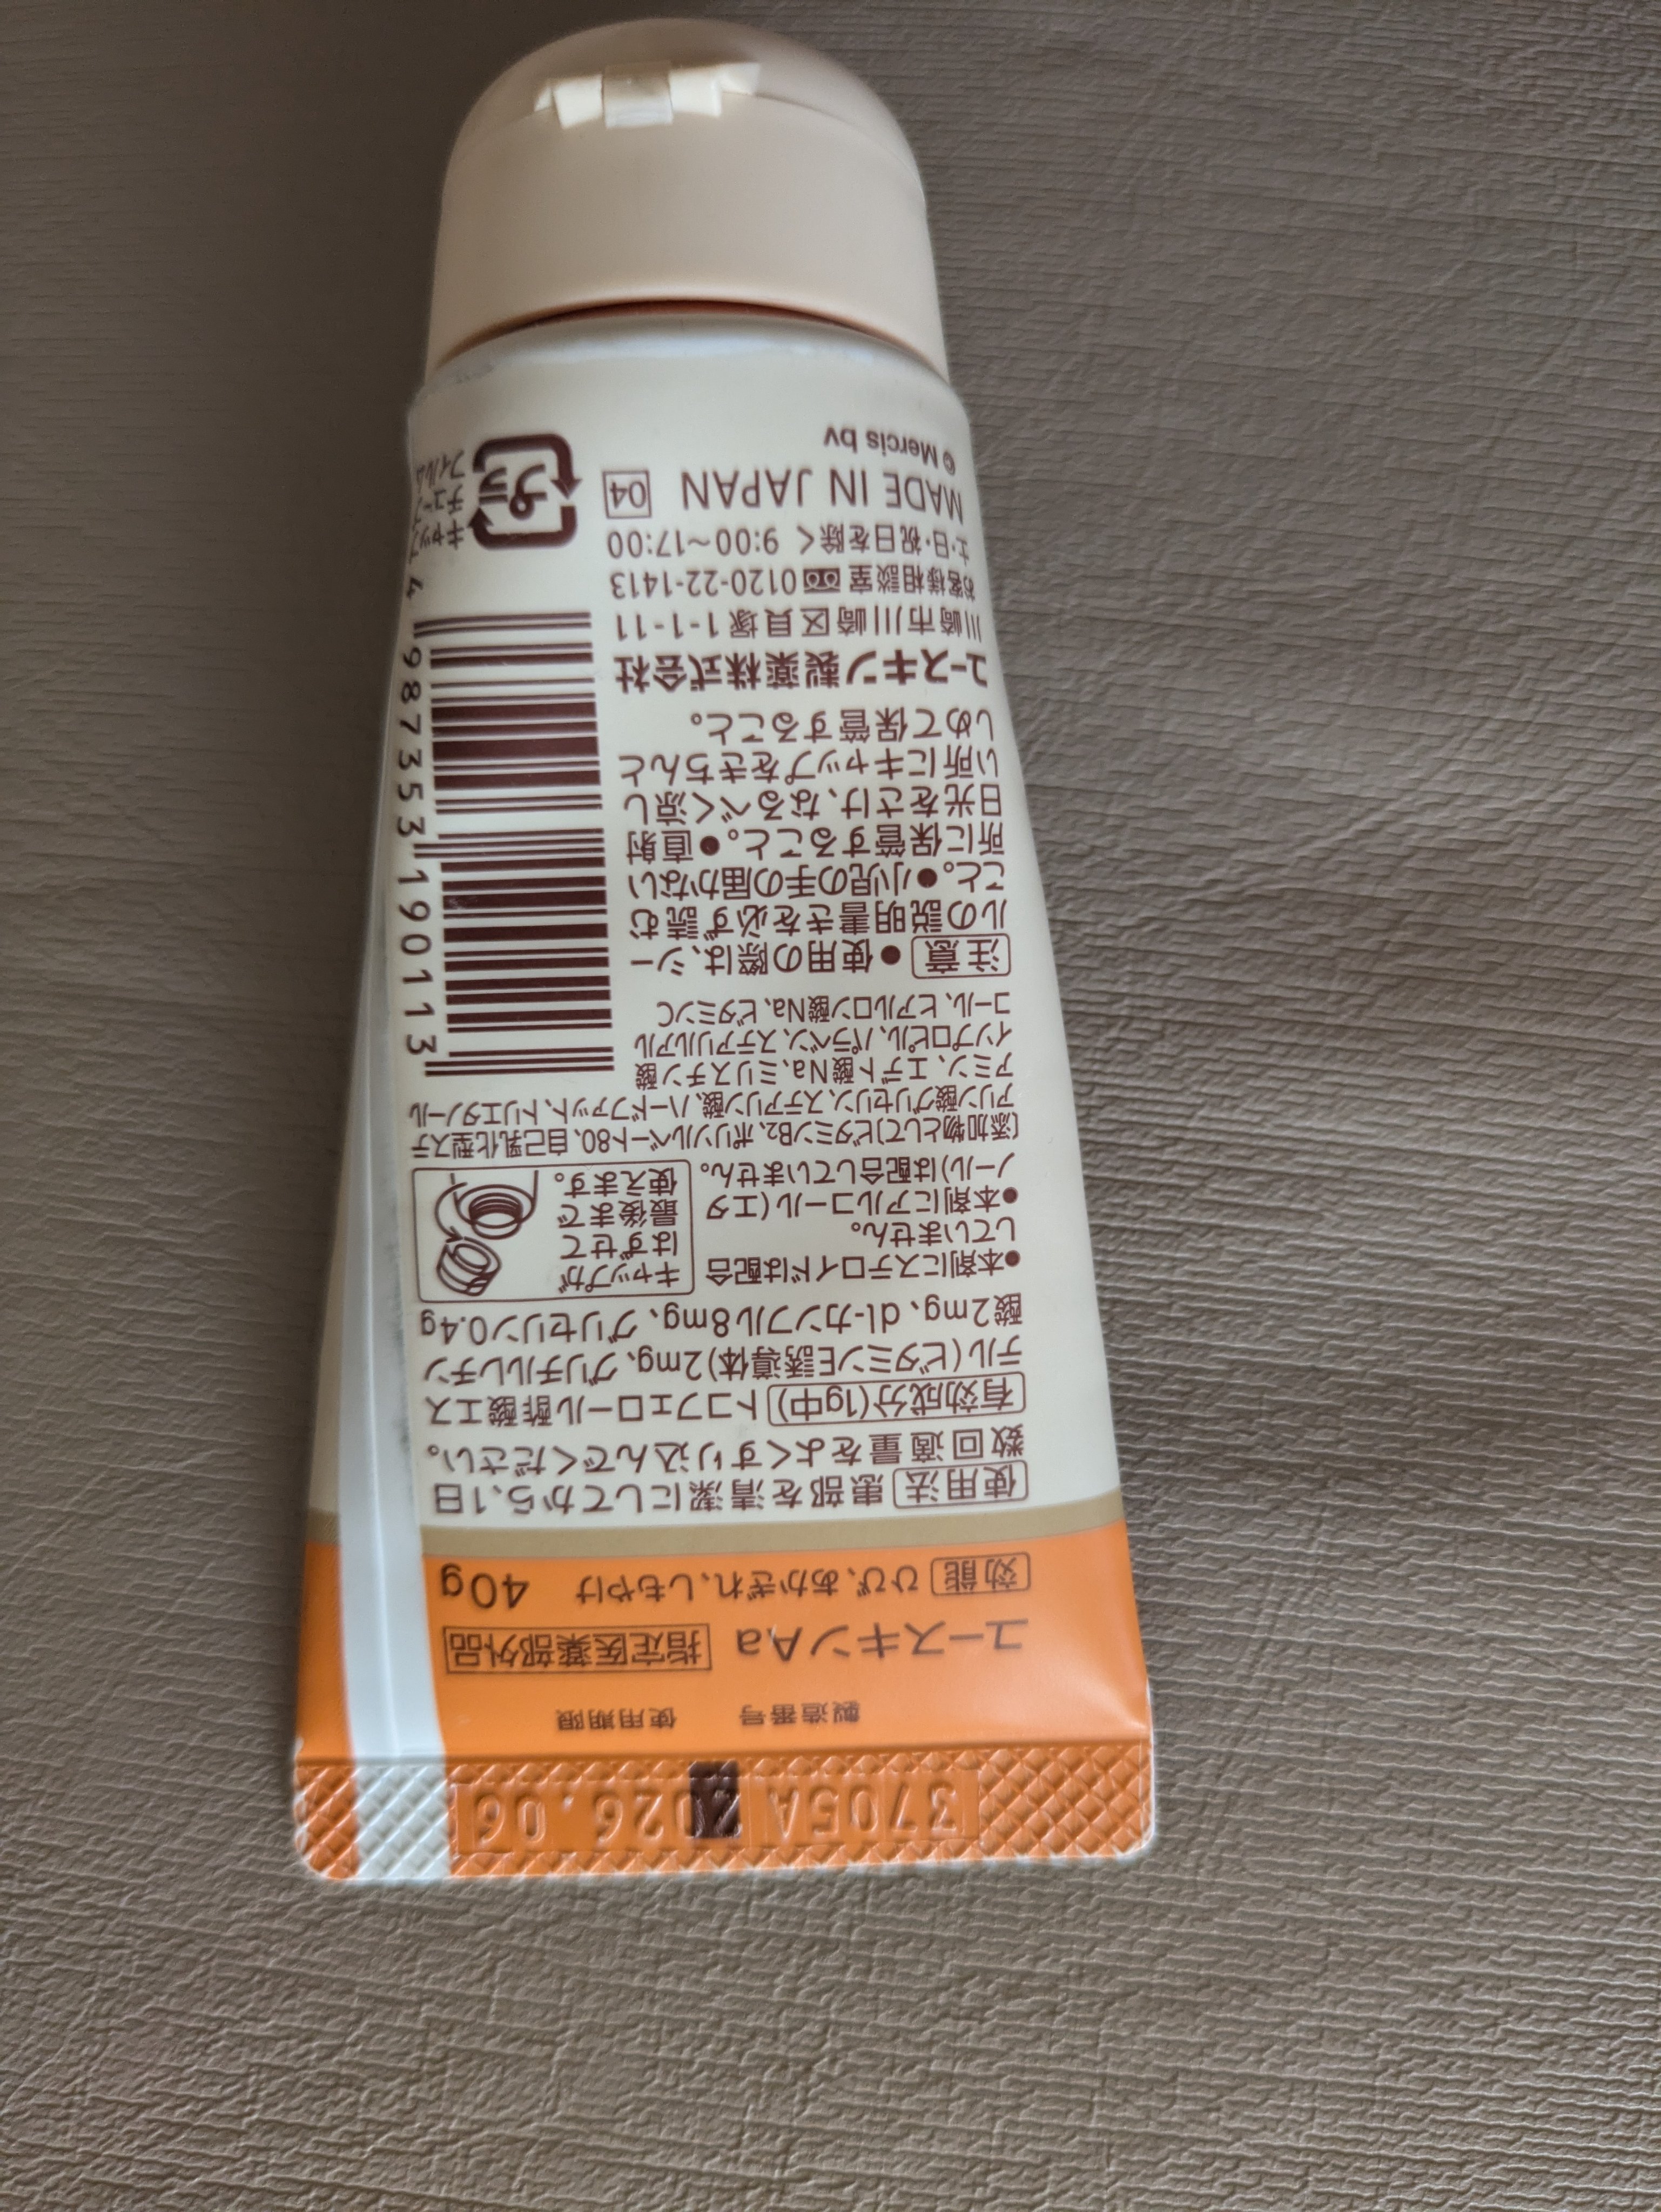 3705A 2026.06
製造番号 使用期限
ユースキンAa 指定医薬部外品
効能 ひび、あかぎれ、しもやけ 40g
使用法 患部を清潔にしてから、1日
数回適量をよくすり込んでください。
有効成分(1g中) トコフェロール酢酸エス
テル(ビタミンE誘導体)2mg、グリチルレチン
酸2mg、dl-カンフル8mg、グリセリン0.4g
●本剤にステロイドは配合
していません。
●本剤にアルコール(エタ
ノール)は配合していません。
キャップが
はずせて
最後まで
使えます。
〔添加物として〕ビタミンB2、ポリソルベート80、自己乳化型ステ
アリン酸グリセリン、ステアリン酸、ハードファット、トリエタノール
アミン、エデト酸Na、ミリスチン酸
イソプロピル、パラベン、ステアリルアル
コール、ヒアルロン酸Na、ビタミンC
注意 ●使用の際は、シー
ルの説明書きを必ず読む
こと。●小児の手の届かない
所に保管すること。●直射
日光をさけ、なるべく涼し
い所にキャップをきちんと
しめて保管すること。
ユースキン製薬株式会社
川崎市川崎区貝塚1-1-11
お客様相談室 0120-22-1413
土・日・祝日を除く 9:00~17:00
MADE IN JAPAN 04
© Mercis bv
4 987353 190113
プラ
キャップ
チューブ
フィルム